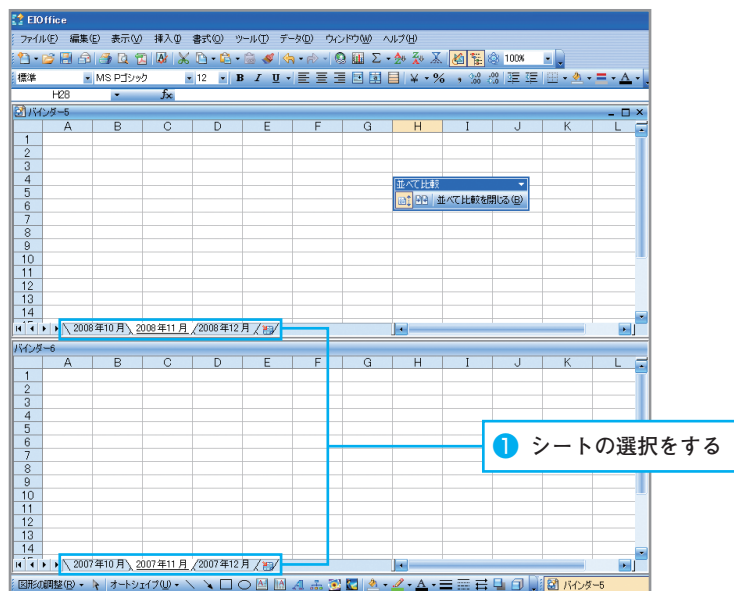 EIOffice
ファイル(F) 編集(E) 表示(V) 挿入(I) 書式(O) ツール(T) データ(D) ウィンドウ(W) ヘルプ(H)
100%
標準 MS Pゴシック 12 B I U ¥ % ,
H28 fx
バインダー5
A B C D E F G H I J K L
1
2
3
4
並べて比較
5
並べて比較を閉じる(B)
6
7
8
9
10
11
12
13
14
2008年10月 2008年11月 2008年12月
バインダー6
A B C D E F G H I J K L
1
2
3
4
5
❶ シートの選択をする
6
7
8
9
10
11
12
13
14
2007年10月 2007年11月 2007年12月
図形の調整(R) オートシェイプ(U) バインダー5